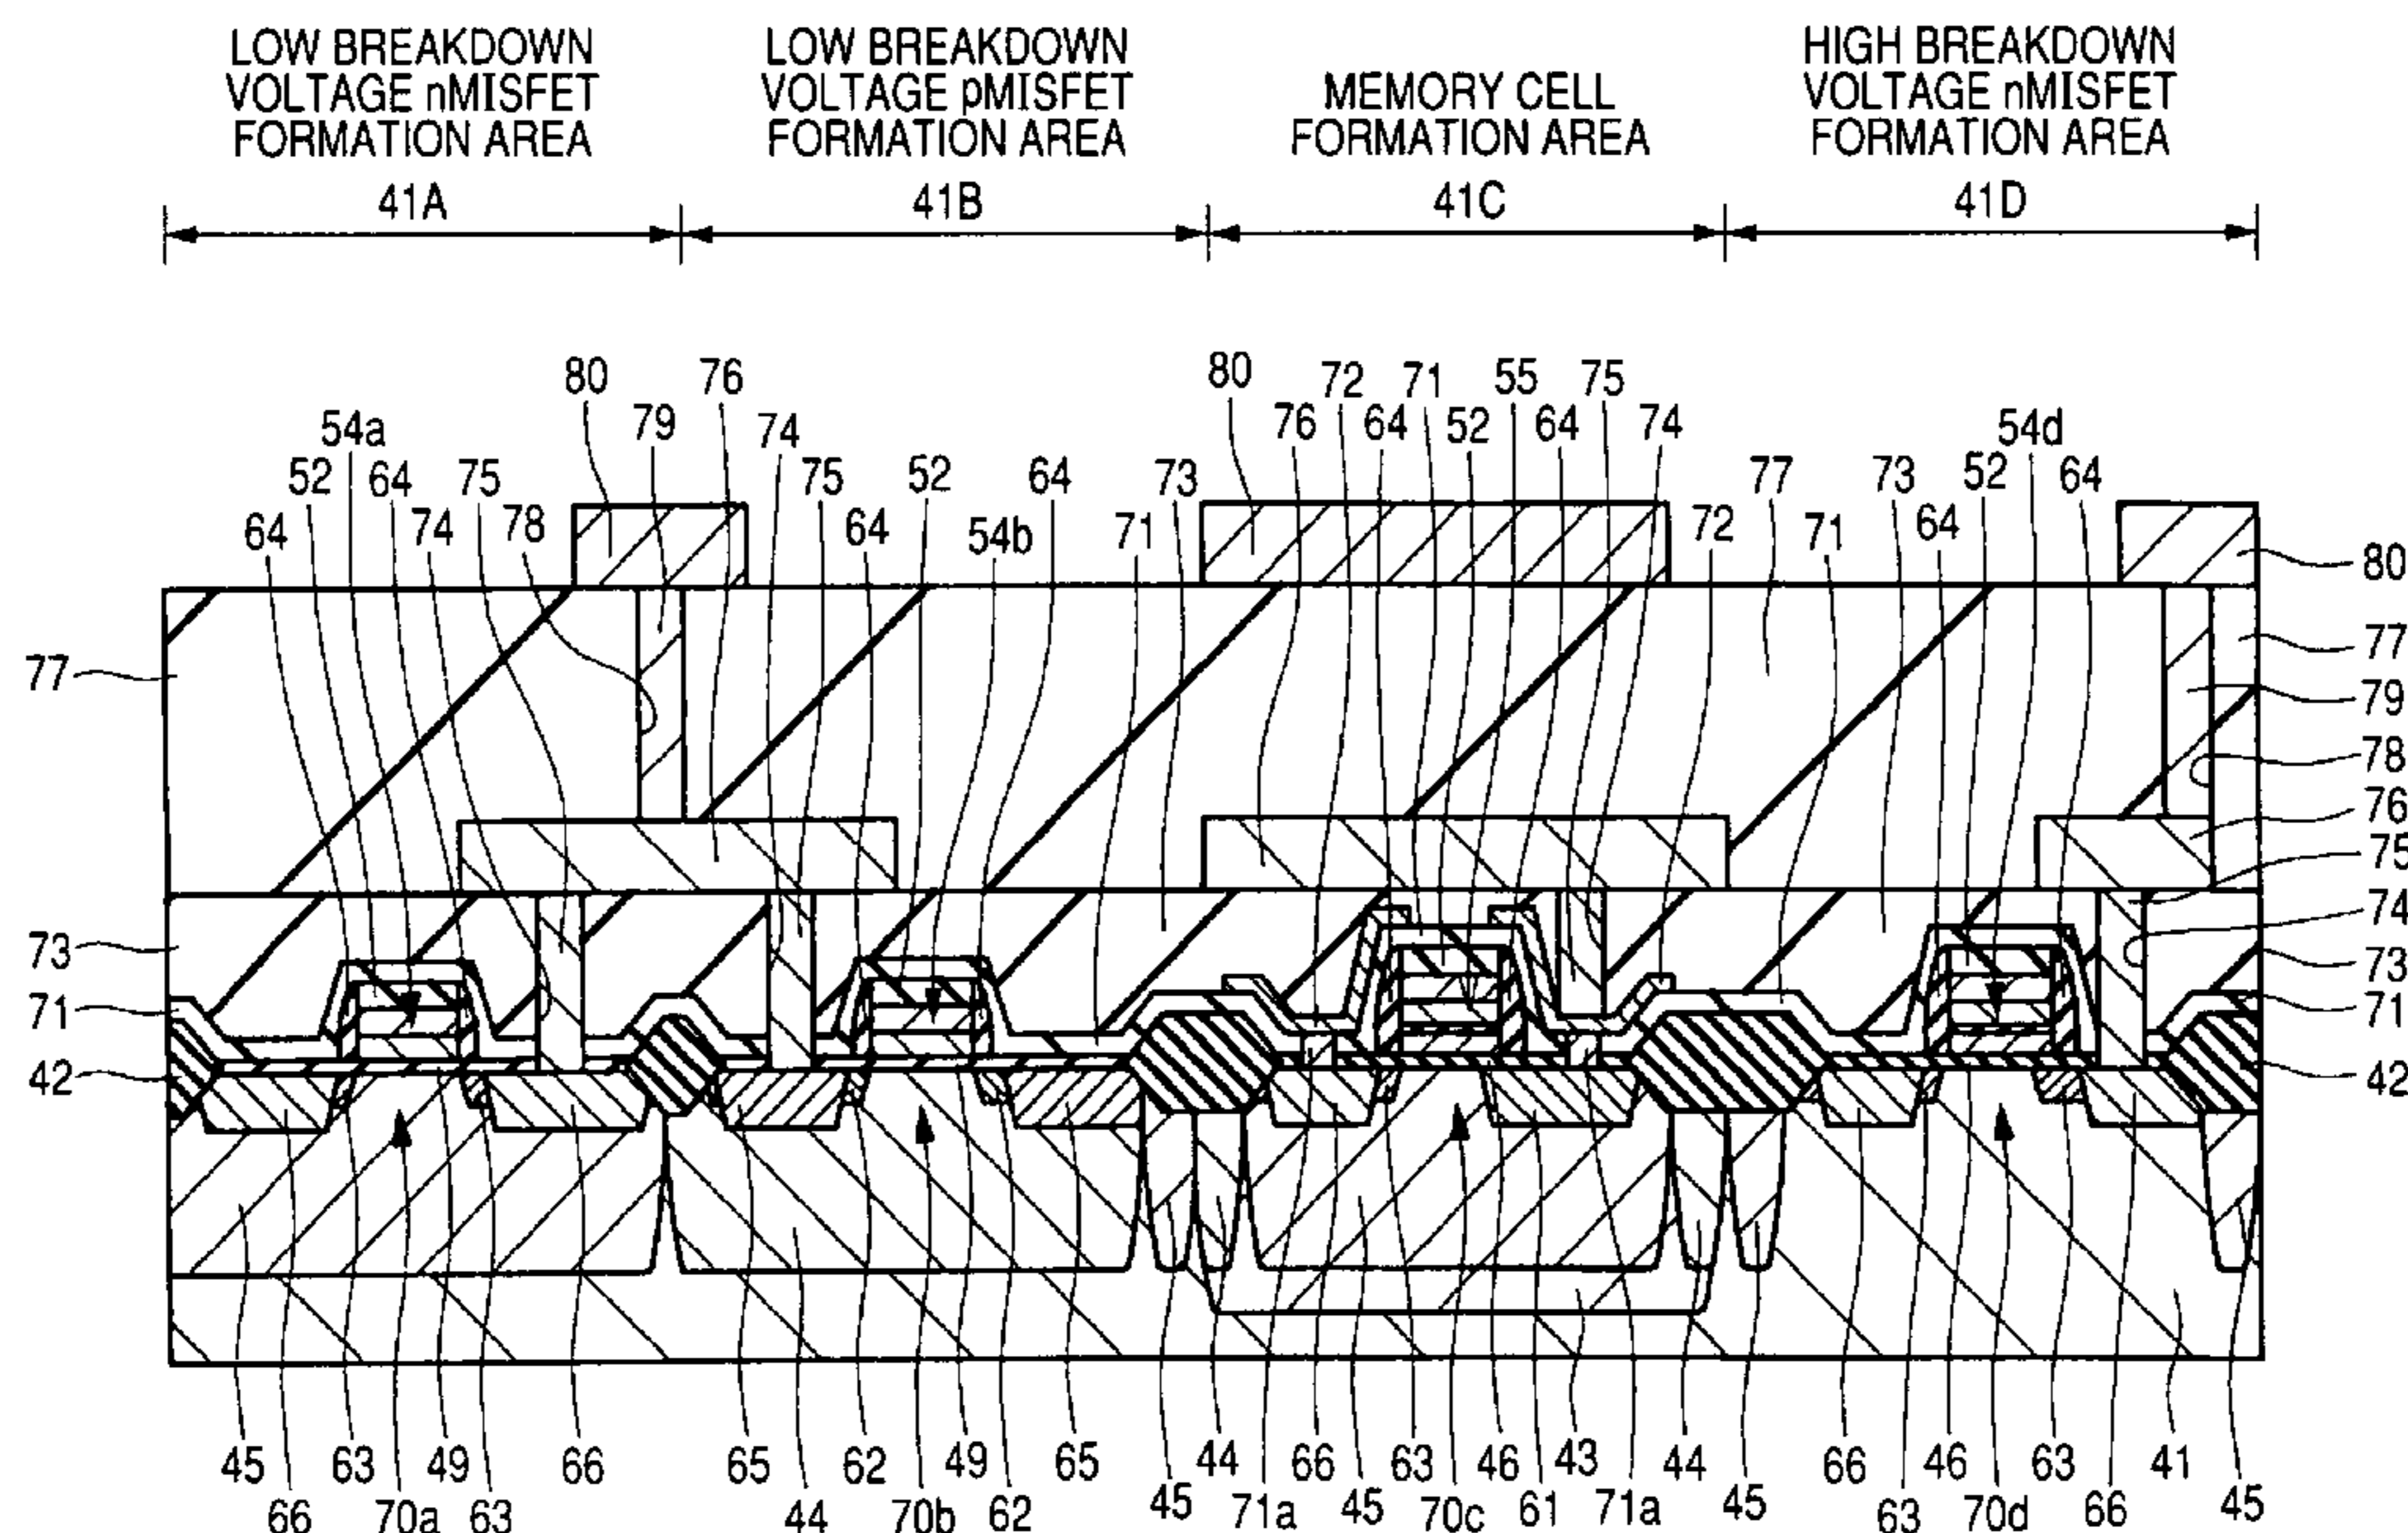 LOW BREAKDOWN
VOLTAGE nMISFET
FORMATION AREA
LOW BREAKDOWN
VOLTAGE pMISFET
FORMATION AREA
MEMORY CELL
FORMATION AREA
HIGH BREAKDOWN
VOLTAGE nMISFET
FORMATION AREA
41A 41B 41C 41D
80 76 80 72 71 55 75
54a 79 74 76 64 52 64 74 54d
52 64 75 75 52 64 73 77 73 52 64
64 74 78 64 54b 71 72 71 64
80
77 77
79
78
76
75
74
73 73
71 71
42 42
45 63 49 66 65 62 49 65 44 66 63 46 43 44 66 46 63 41
66 70a 63 44 70b 62 45 71a 45 70c 61 71a 45 63 70d 66 45